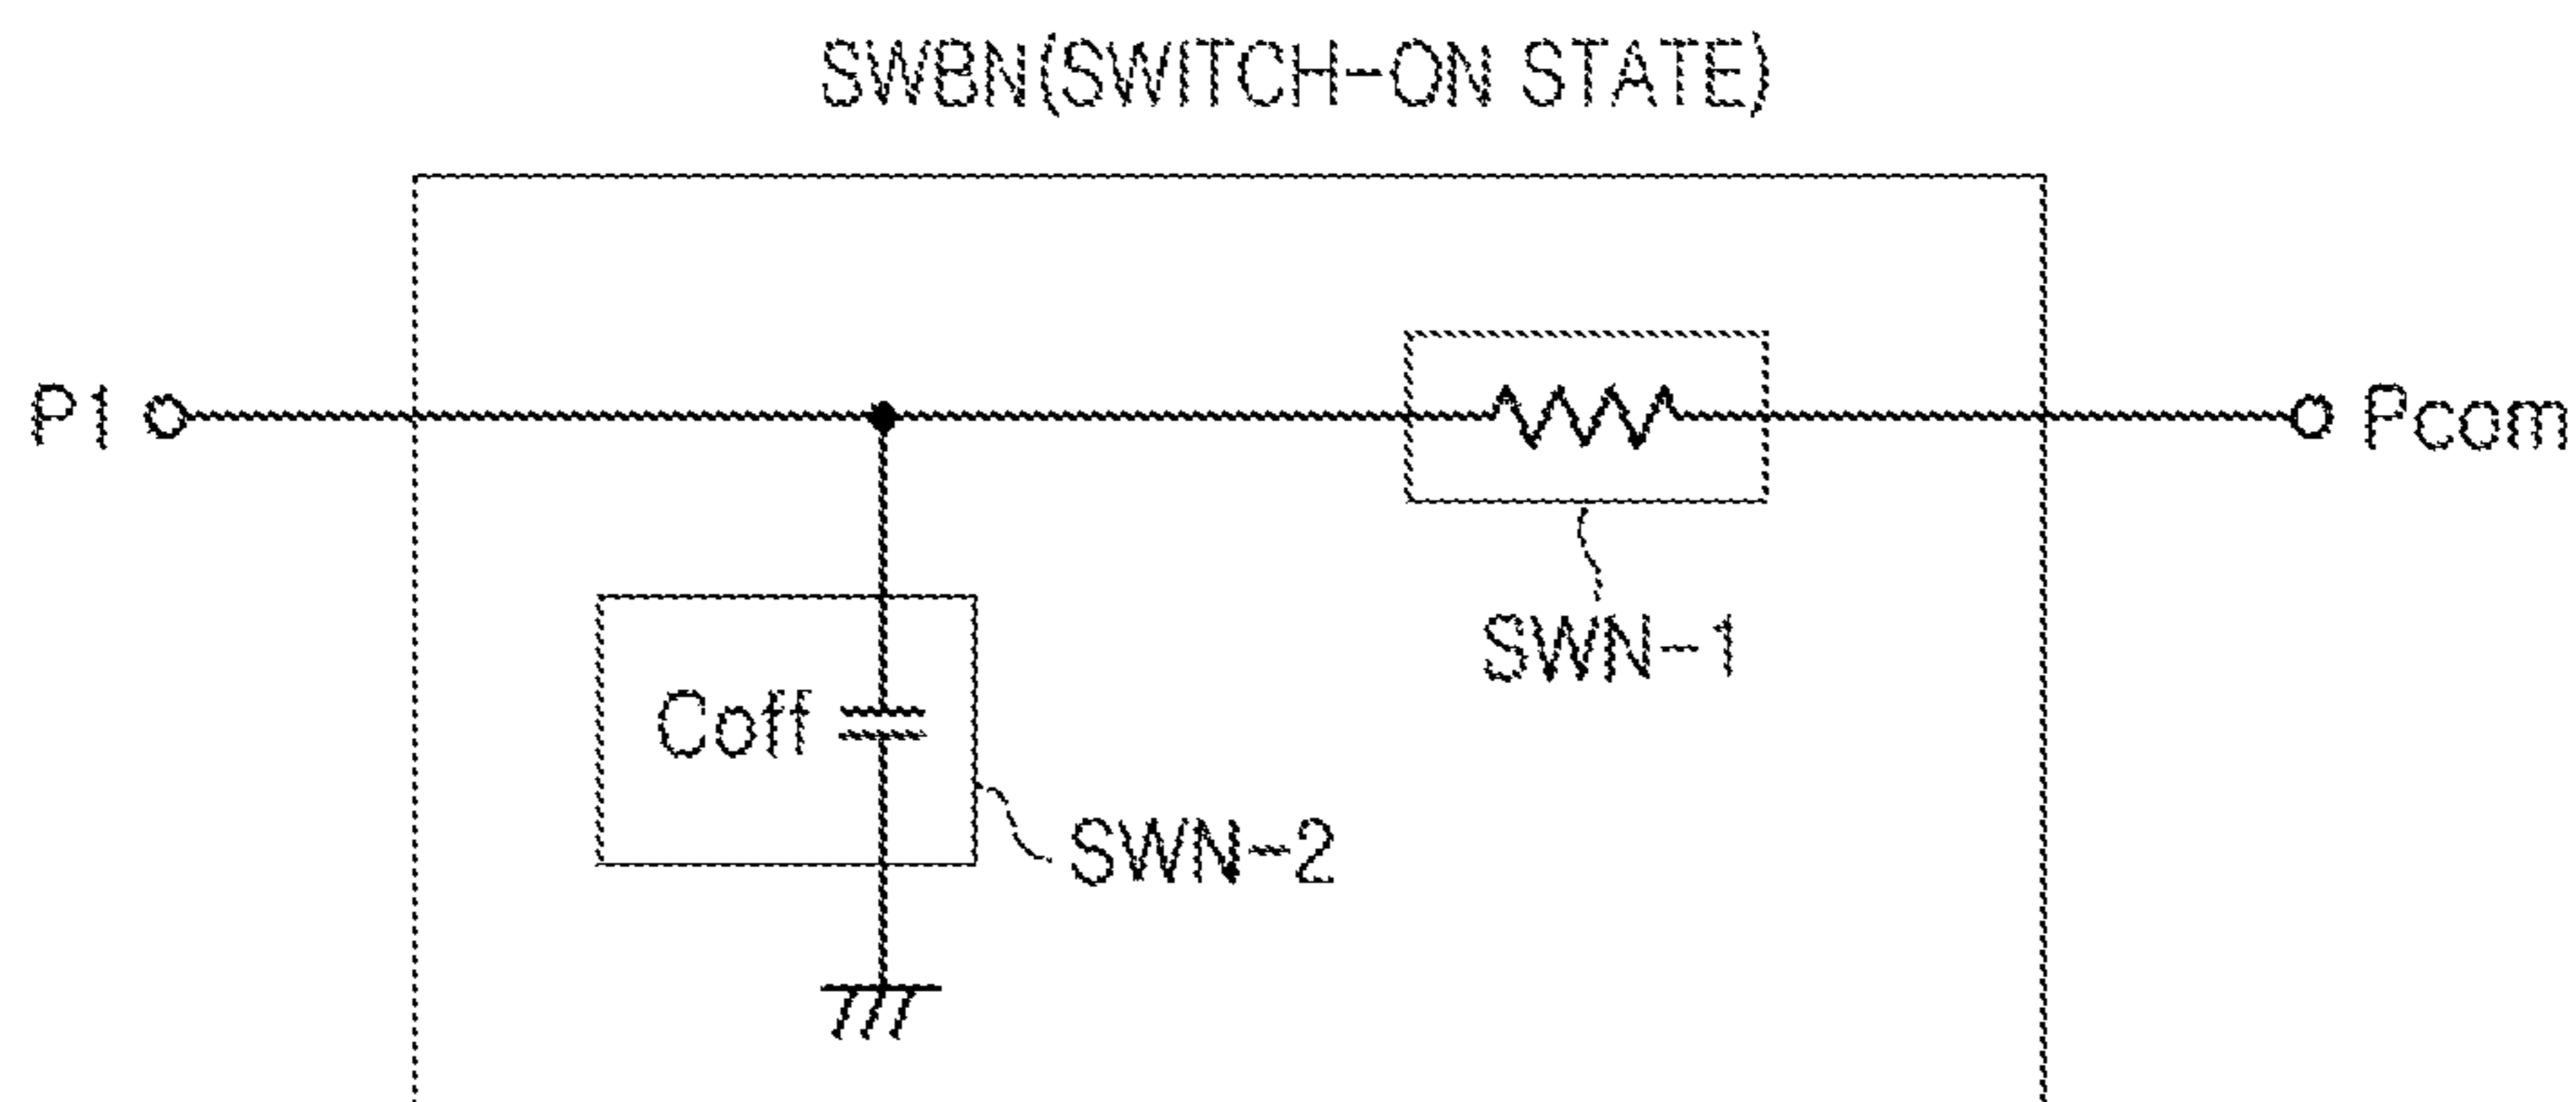 SWBN(SWITCH-ON STATE)
P1
Pcom
SWN-1
Coff
SWN-2